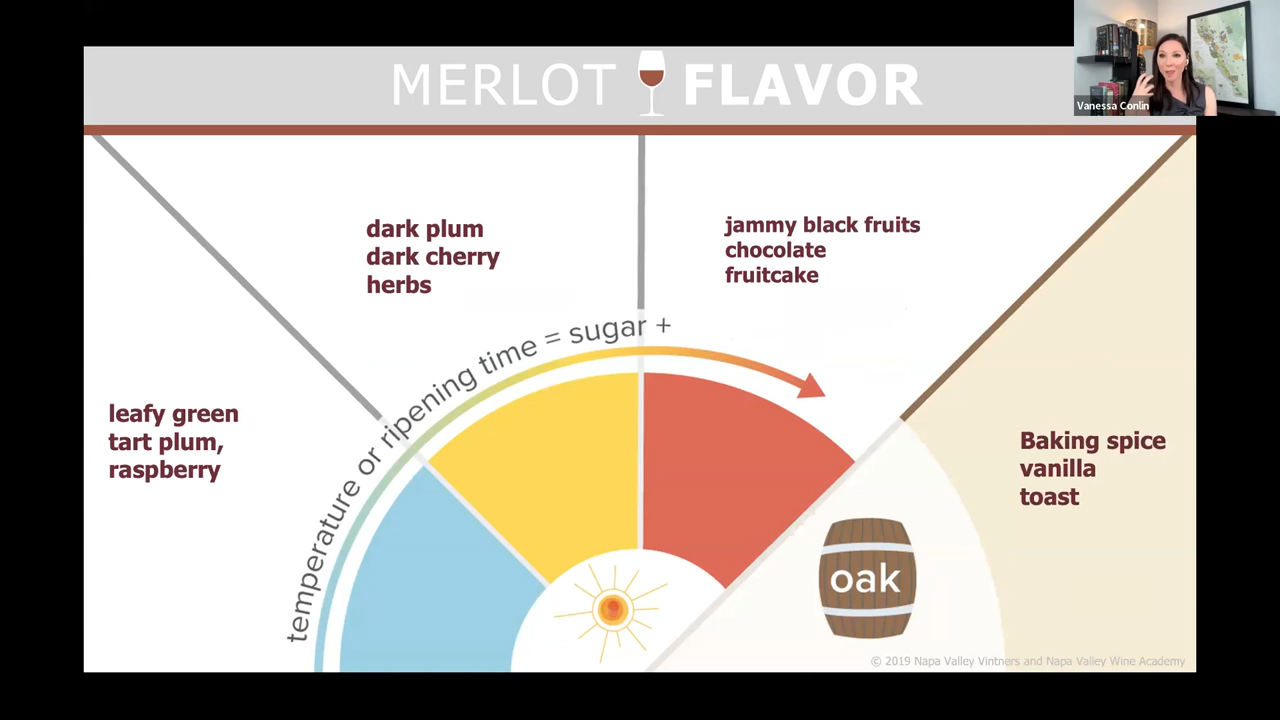 MERLOT FLAVOR
Vanessa Conlin
dark plum
dark cherry
herbs
jammy black fruits
chocolate
fruitcake
temperature or ripening time = sugar +
leafy green
tart plum,
raspberry
Baking spice
vanilla
toast
oak
© 2019 Napa Valley Vintners and Napa Valley Wine Academy